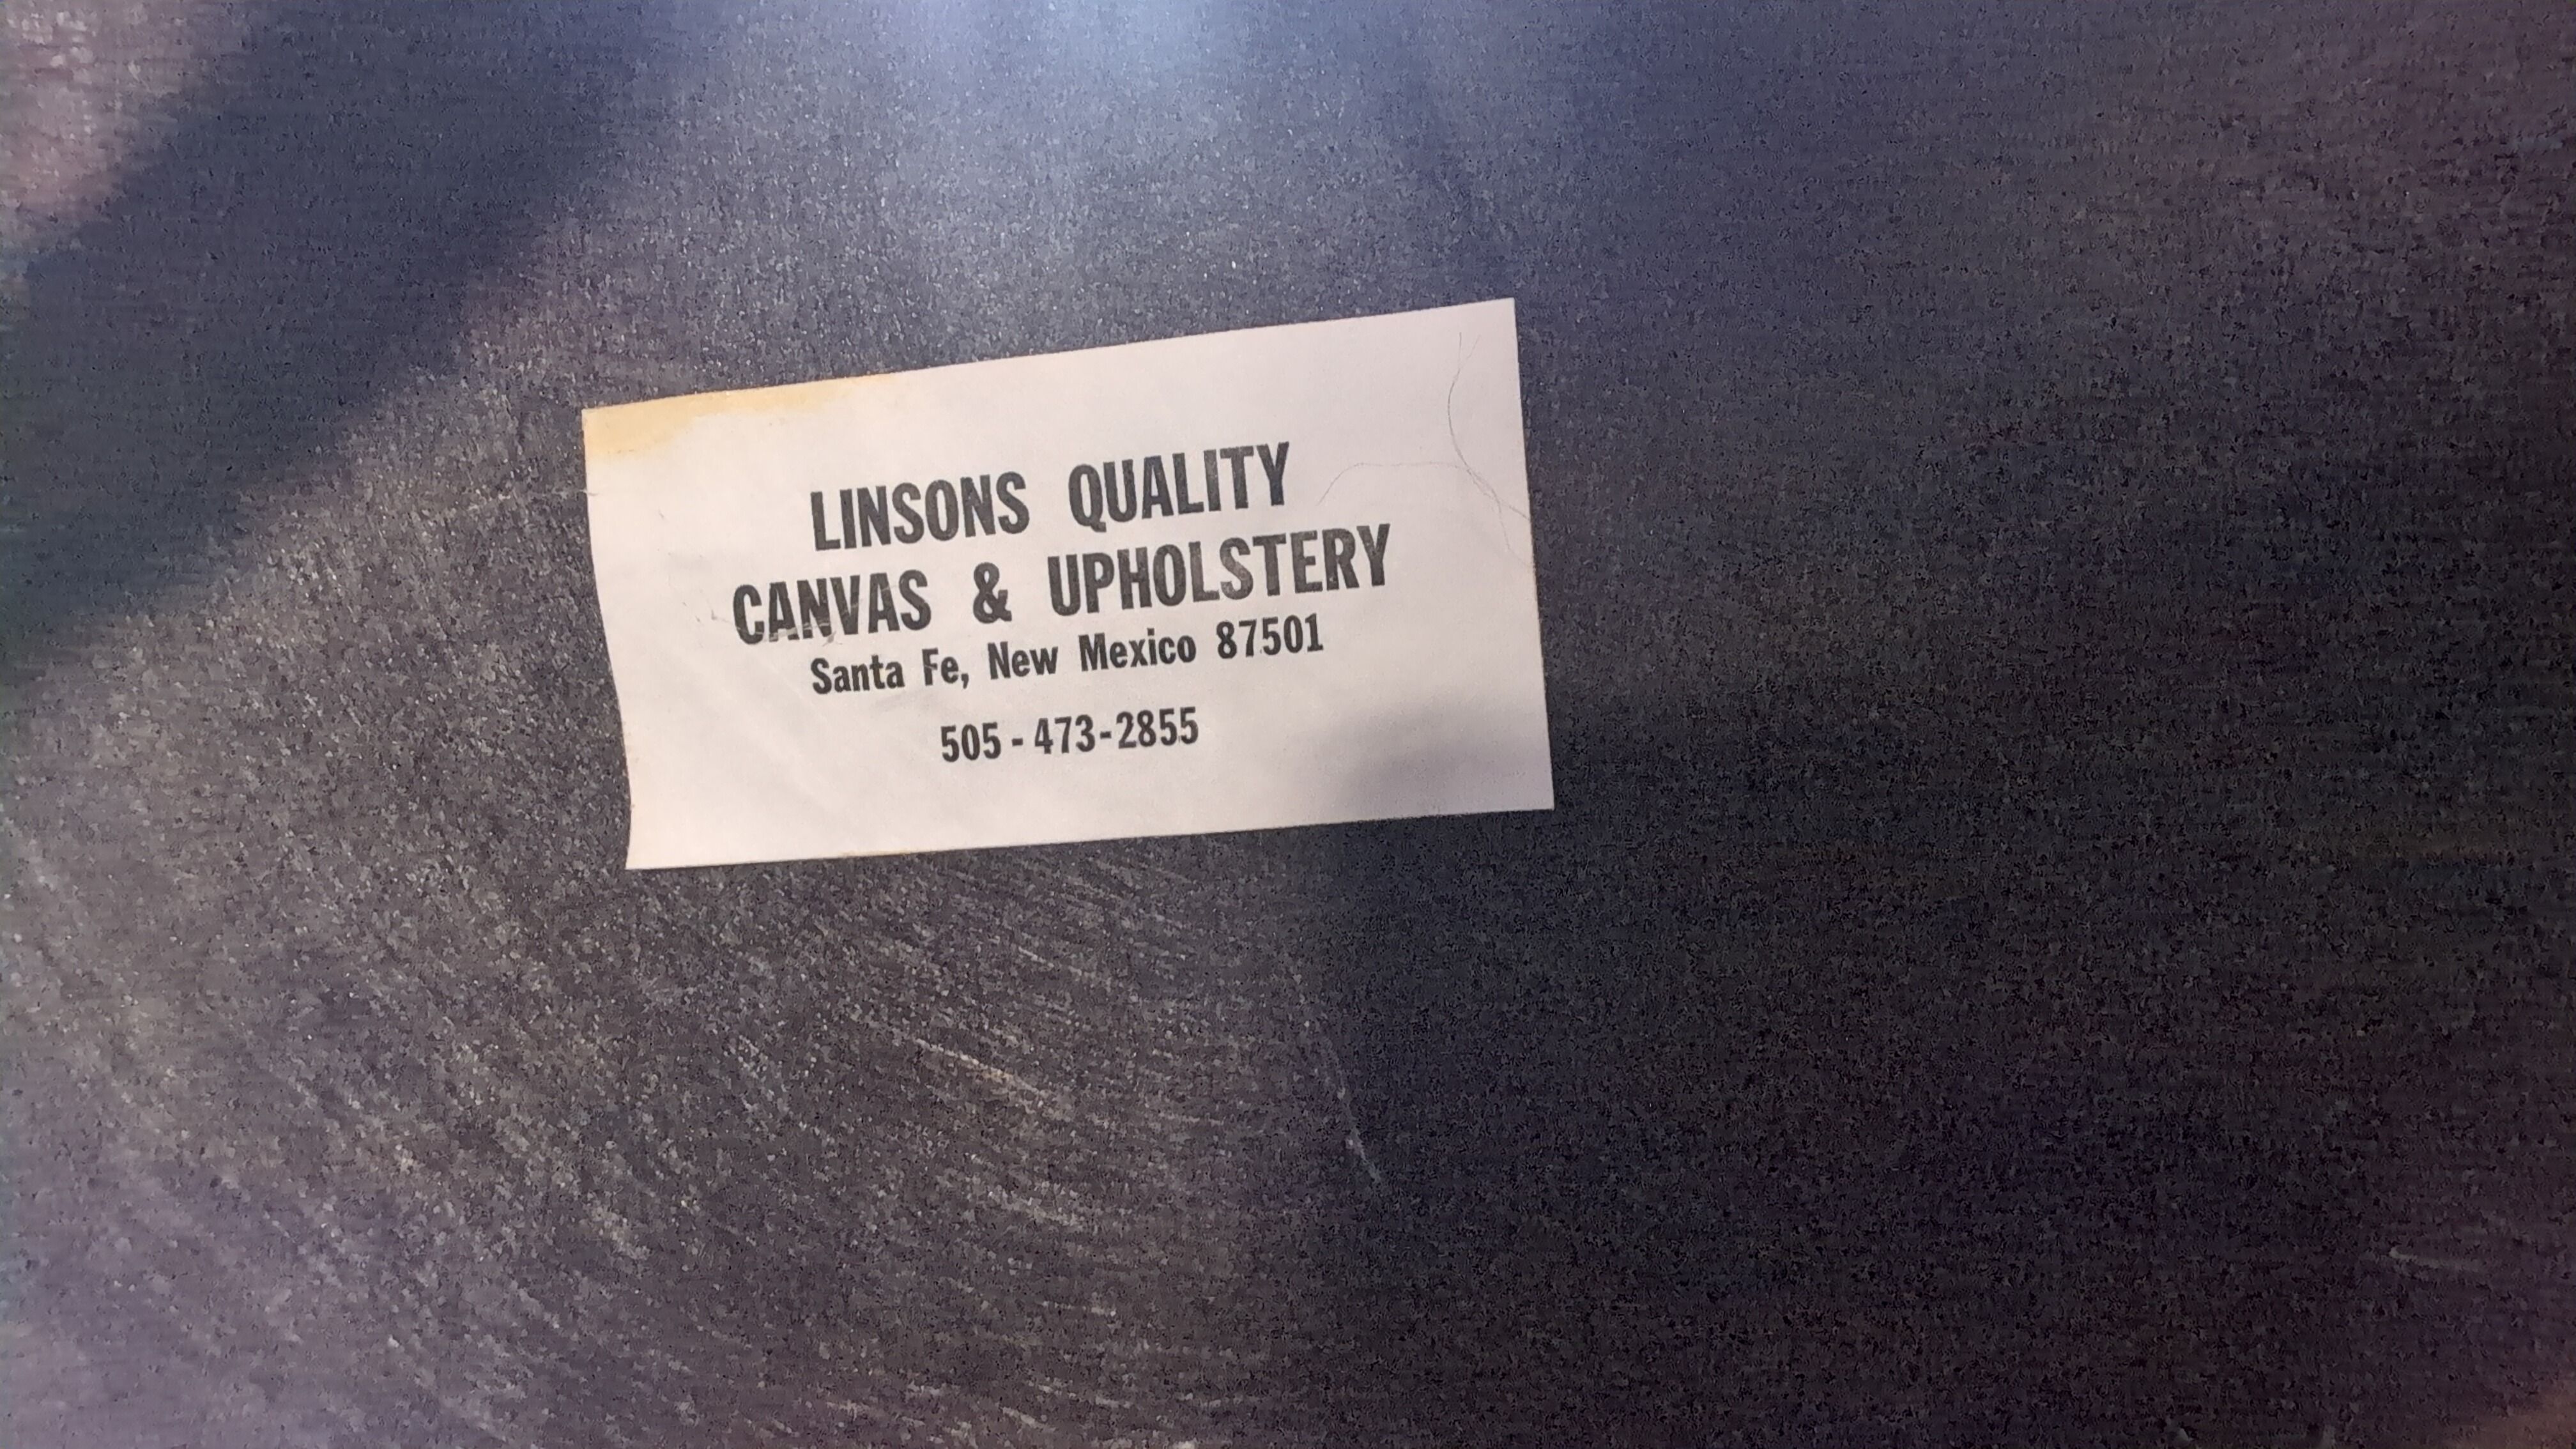 LINSONS QUALITY
CANVAS & UPHOLSTERY
Santa Fe, New Mexico 87501
505-473-2855